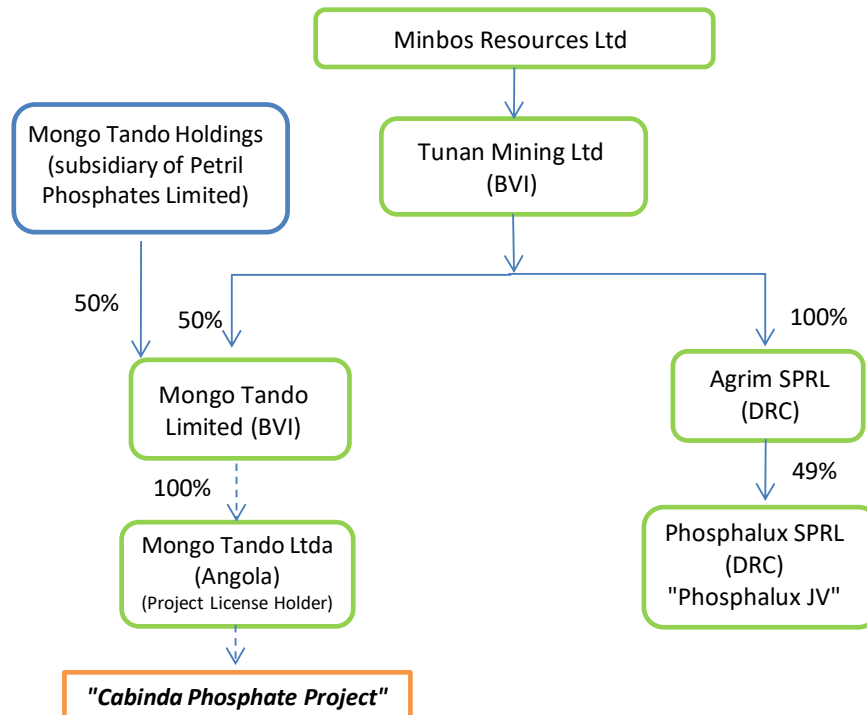 Minbos Resources Ltd
Mongo Tando Holdings
(subsidiary of Petril
Phosphates Limited)
Tunan Mining Ltd
(BVI)
50%
50%
100%
Mongo Tando
Limited (BVI)
Agrim SPRL
(DRC)
100%
49%
Mongo Tando Ltda
(Angola)
(Project License Holder)
Phosphalux SPRL
(DRC)
"Phosphalux JV"
"Cabinda Phosphate Project"